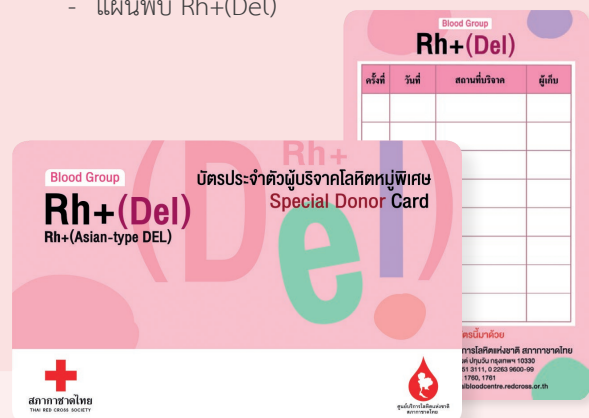 - แผ่นพับ Rh+(Del)
Blood Group
Rh+(Del)
ครั้งที่ วันที่ สถานที่บริจาค ผู้เก็บ
Rh+
(Del)
Blood Group
Rh+(Del)
Rh+(Asian-type DEL)
บัตรประจำตัวผู้บริจาคโลหิตหมู่พิเศษ
Special Donor Card
สภากาชาดไทย
THAI RED CROSS SOCIETY
ศูนย์บริการโลหิตแห่งชาติ
สภากาชาดไทย
ตรนี้มาด้วย
การโลหิตแห่งชาติ สภากาชาดไทย
ปทุมวัน กรุงเทพฯ 10330
3111, 0 2263 9600-99
1760, 1761
bloodcentre.redcross.or.th